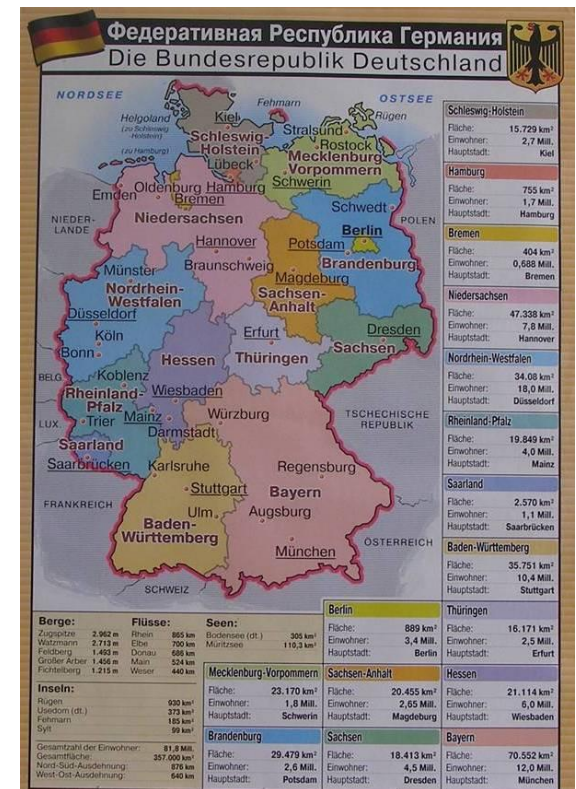 Федеративная Республика Германия
Die Bundesrepublik Deutschland
NORDSEE
OSTSEE
Helgoland
(zu Schleswig
Holstein)
(zu Hamburg)
Fehmarn
Rügen
Kiel
Schleswig-
Holstein
Lübeck
Stralsund
Rostock
Mecklenburg
Vorpommern
Schwerin
Emden
Oldenburg
Hamburg
Bremen
Niedersachsen
NIEDER-
LANDE
Schwedt
POLEN
Berlin
Hannover
Potsdam
Braunschweig
Brandenburg
Münster
Magdeburg
Nordrhein-
Westfalen
Sachsen-
Anhalt
Düsseldorf
Köln
Bonn
Erfurt
Dresden
Hessen
Thüringen
Sachsen
BELG.
Koblenz
Rheinland-
Pfalz
Wiesbaden
LUX.
Trier
Mainz
Würzburg
Darmstadt
TSCHECHISCHE
REPUBLIK
Saarland
Saarbrücken
Karlsruhe
Regensburg
Stuttgart
Bayern
FRANKREICH
Ulm
Augsburg
Baden-
Württemberg
München
ÖSTERREICH
SCHWEIZ
Schleswig-Holstein
Fläche: 15.729 km²
Einwohner: 2,7 Mill.
Hauptstadt: Kiel
Hamburg
Fläche: 755 km²
Einwohner: 1,7 Mill.
Hauptstadt: Hamburg
Bremen
Fläche: 404 km²
Einwohner: 0,688 Mill.
Hauptstadt: Bremen
Niedersachsen
Fläche: 47.338 km²
Einwohner: 7,8 Mill.
Hauptstadt: Hannover
Nordrhein-Westfalen
Fläche: 34.08 km²
Einwohner: 18,0 Mill.
Hauptstadt: Düsseldorf
Rheinland-Pfalz
Fläche: 19.849 km²
Einwohner: 4,0 Mill.
Hauptstadt: Mainz
Saarland
Fläche: 2.570 km²
Einwohner: 1,1 Mill.
Hauptstadt: Saarbrücken
Baden-Württemberg
Fläche: 35.751 km²
Einwohner: 10,4 Mill.
Hauptstadt: Stuttgart
Berlin
Fläche: 889 km²
Einwohner: 3,4 Mill.
Hauptstadt: Berlin
Thüringen
Fläche: 16.171 km²
Einwohner: 2,5 Mill.
Hauptstadt: Erfurt
Mecklenburg-Vorpommern
Fläche: 23.170 km²
Einwohner: 1,8 Mill.
Hauptstadt: Schwerin
Sachsen-Anhalt
Fläche: 20.455 km²
Einwohner: 2,65 Mill.
Hauptstadt: Magdeburg
Hessen
Fläche: 21.114 km²
Einwohner: 6,0 Mill.
Hauptstadt: Wiesbaden
Brandenburg
Fläche: 29.479 km²
Einwohner: 2,6 Mill.
Hauptstadt: Potsdam
Sachsen
Fläche: 18.413 km²
Einwohner: 4,5 Mill.
Hauptstadt: Dresden
Bayern
Fläche: 70.552 km²
Einwohner: 12,0 Mill.
Hauptstadt: München
Berge:
Zugspitze 2.962 m
Watzmann 2.713 m
Feldberg 1.493 m
Großer Arber 1.456 m
Fichtelberg 1.215 m
Flüsse:
Rhein 865 km
Elbe 700 km
Donau 686 km
Main 524 km
Weser 440 km
Seen:
Bodensee (dt.) 305 km²
Müritzsee 110,3 km²
Inseln:
Rügen 930 km²
Usedom (dt.) 373 km²
Fehmarn 185 km²
Sylt 99 km²
Gesamtzahl der Einwohner: 81,8 Mill.
Gesamtfläche: 357.000 km²
Nord-Süd-Ausdehnung: 876 km
West-Ost-Ausdehnung: 640 km